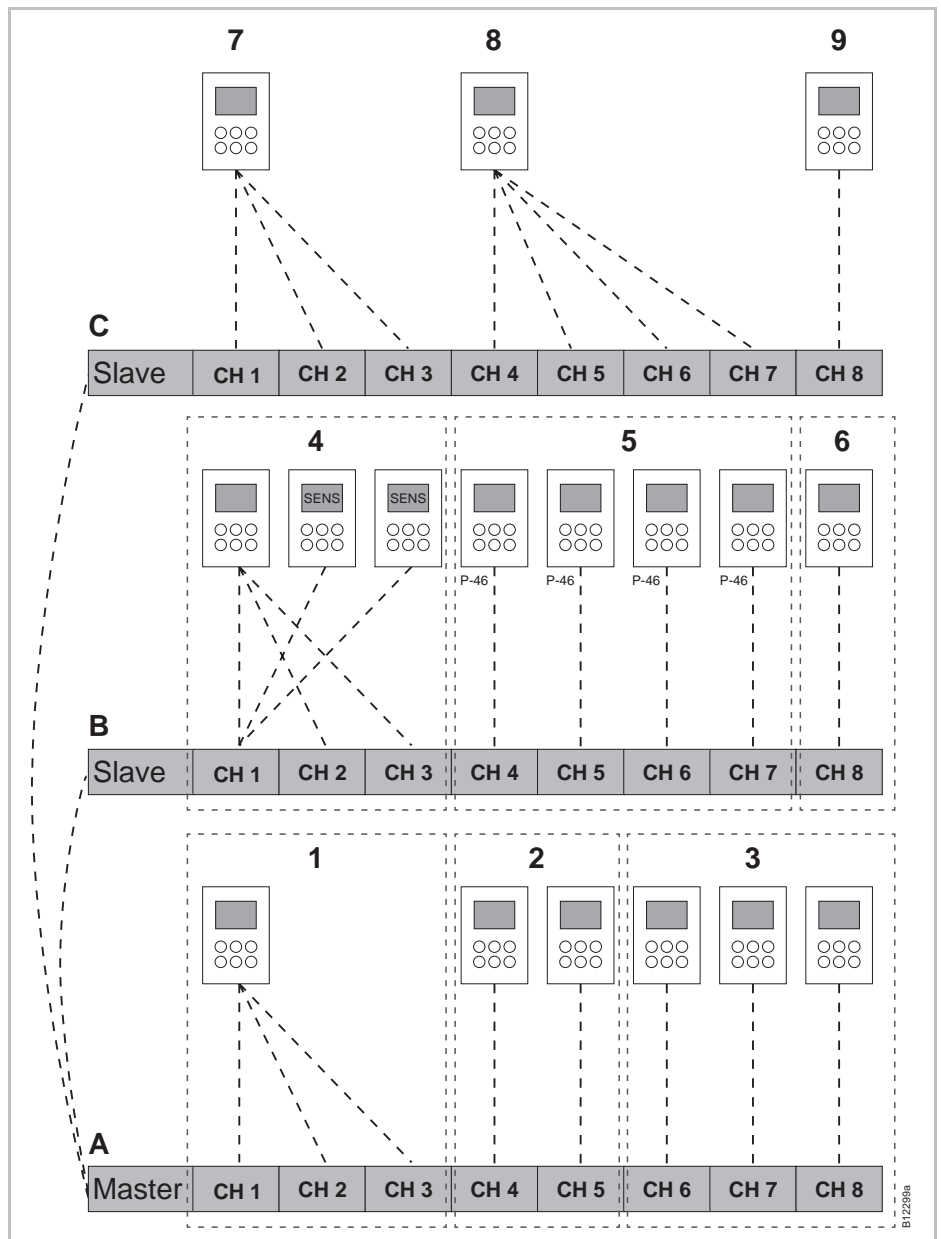 7 8 9
C
Slave CH 1 CH 2 CH 3 CH 4 CH 5 CH 6 CH 7 CH 8
4 5 6
SENS SENS
P-46 P-46 P-46 P-46
B
Slave CH 1 CH 2 CH 3 CH 4 CH 5 CH 6 CH 7 CH 8
1 2 3
A
Master CH 1 CH 2 CH 3 CH 4 CH 5 CH 6 CH 7 CH 8
B12299a